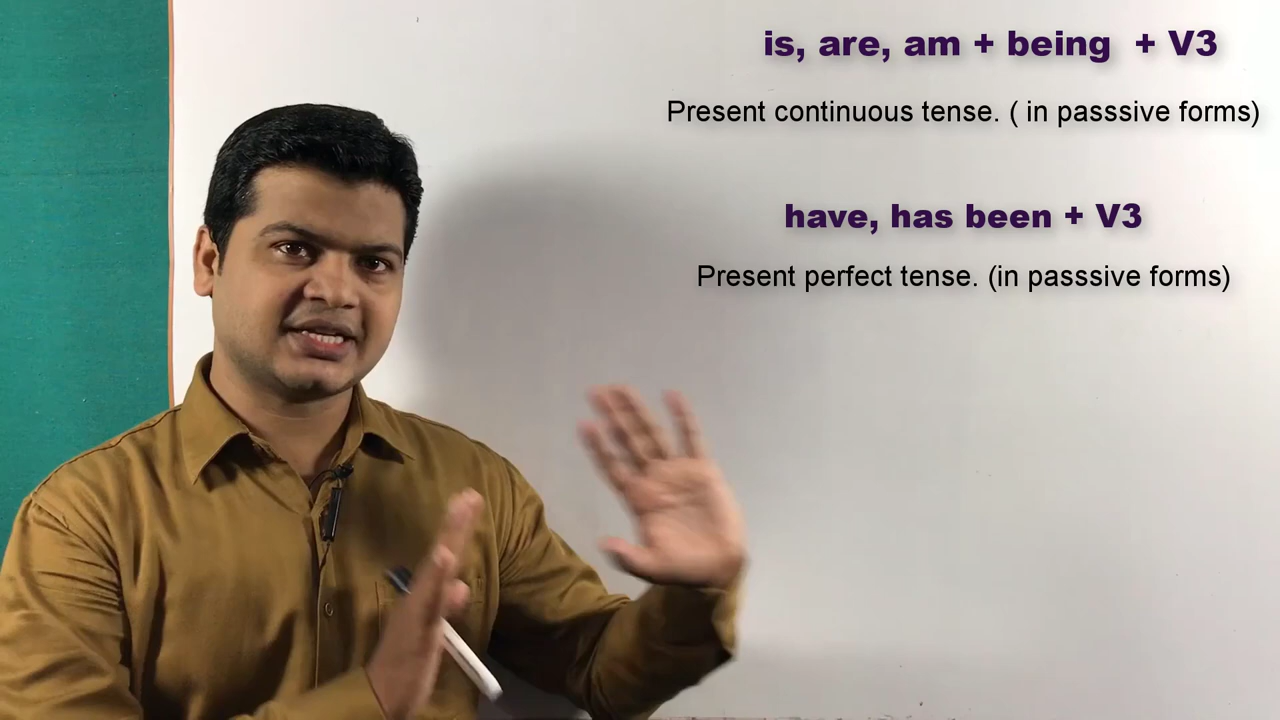 is, are, am + being + V3
Present continuous tense. ( in passsive forms)
have, has been + V3
Present perfect tense. (in passsive forms)